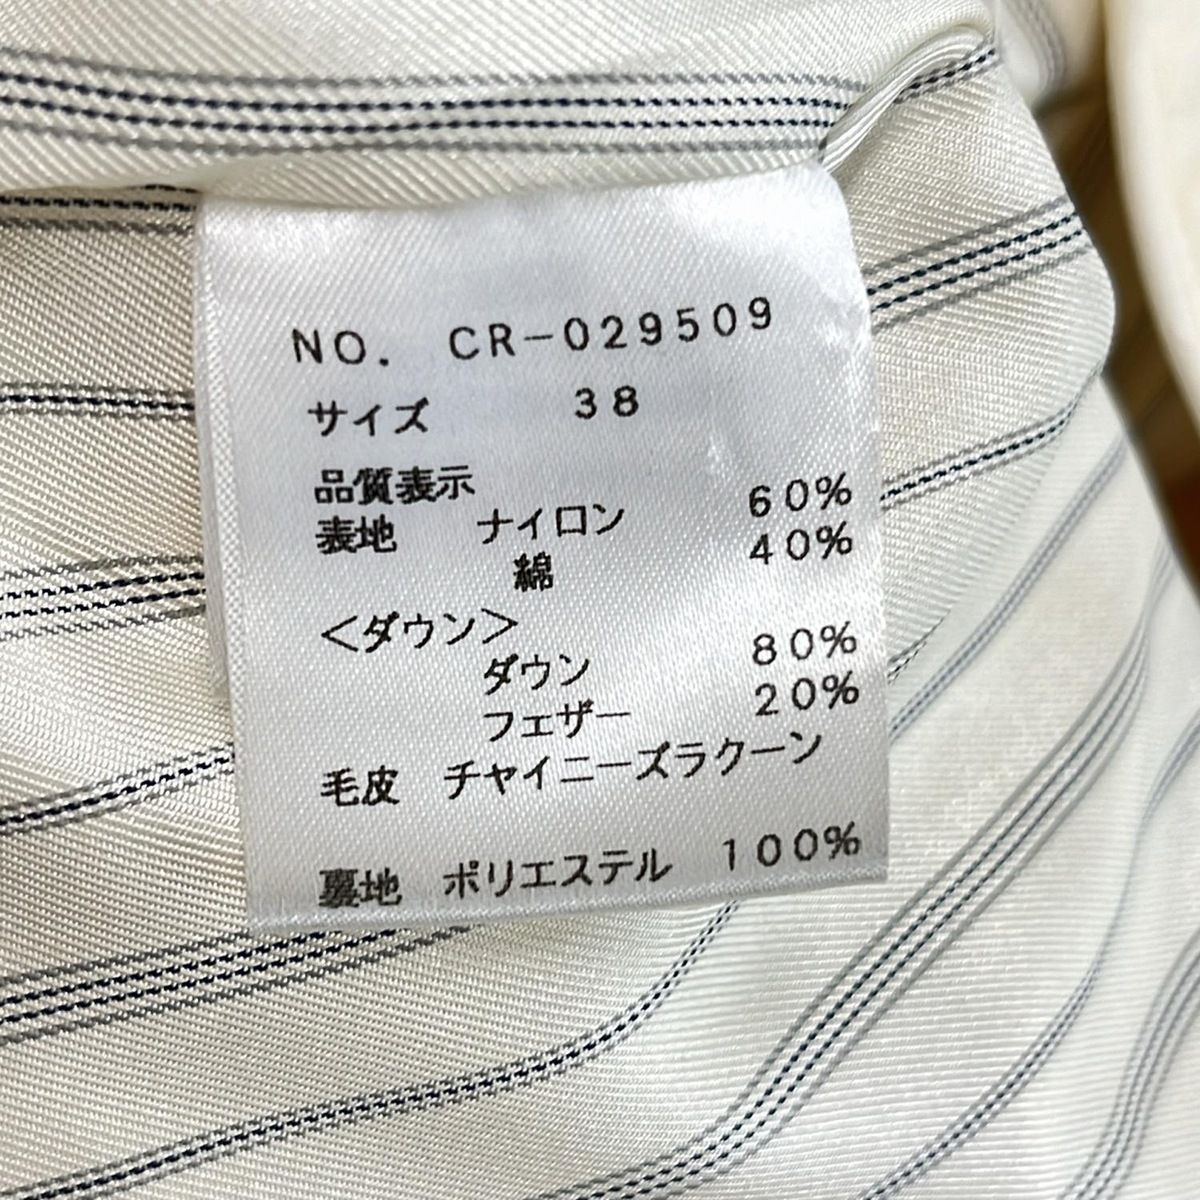 NO. CR-029509
サイズ 38
品質表示
表地 ナイロン 60%
綿 40%
<ダウン>
ダウン 80%
フェザー 20%
毛皮 チャイニーズラクーン
裏地 ポリエステル 100%